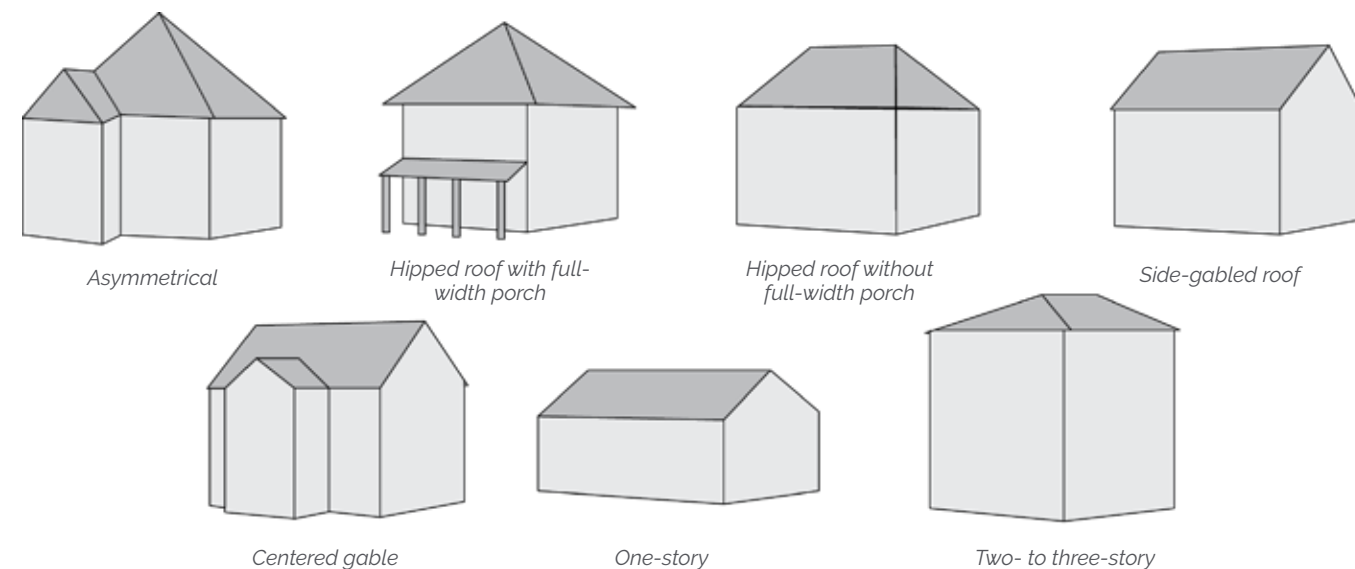 Asymmetrical
Hipped roof with full-
width porch
Hipped roof without
full-width porch
Side-gabled roof
Centered gable
One-story
Two- to three-story